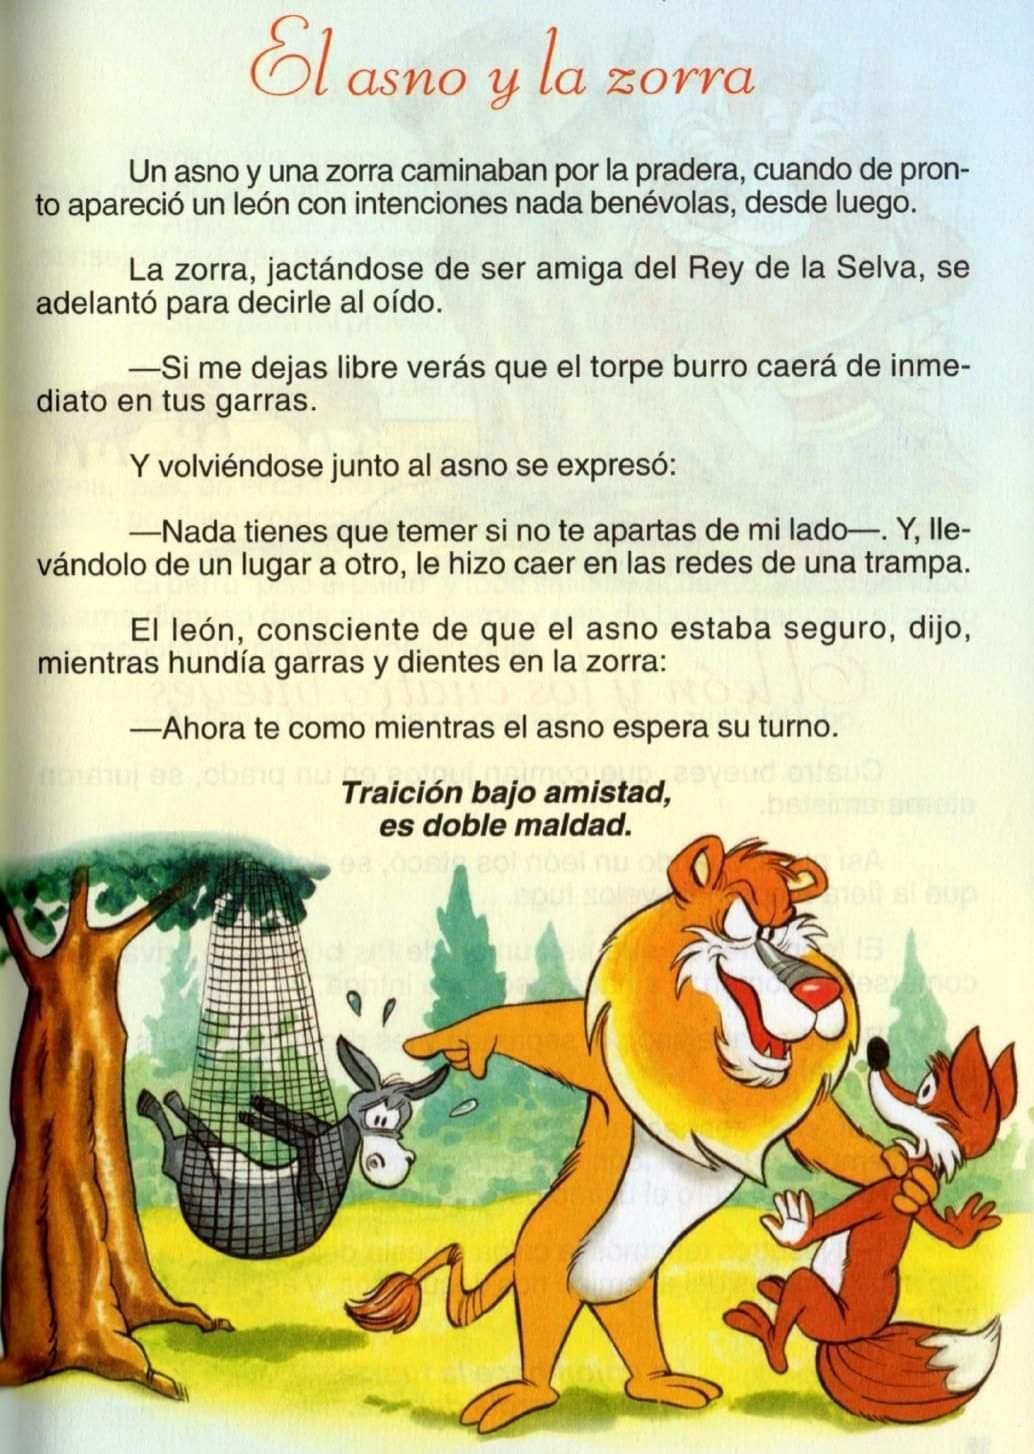 El asno y la zorra
Un asno y una zorra caminaban por la pradera, cuando de pron-
to apareció un león con intenciones nada benévolas, desde luego.
La zorra, jactándose de ser amiga del Rey de la Selva, se
adelantó para decirle al oído.
—Si me dejas libre verás que el torpe burro caerá de inme-
diato en tus garras.
Y volviéndose junto al asno se expresó:
—Nada tienes que temer si no te apartas de mi lado—. Y, lle-
vándolo de un lugar a otro, le hizo caer en las redes de una trampa.
El león, consciente de que el asno estaba seguro, dijo,
mientras hundía garras y dientes en la zorra:
—Ahora te como mientras el asno espera su turno.
Traición bajo amistad,
es doble maldad.